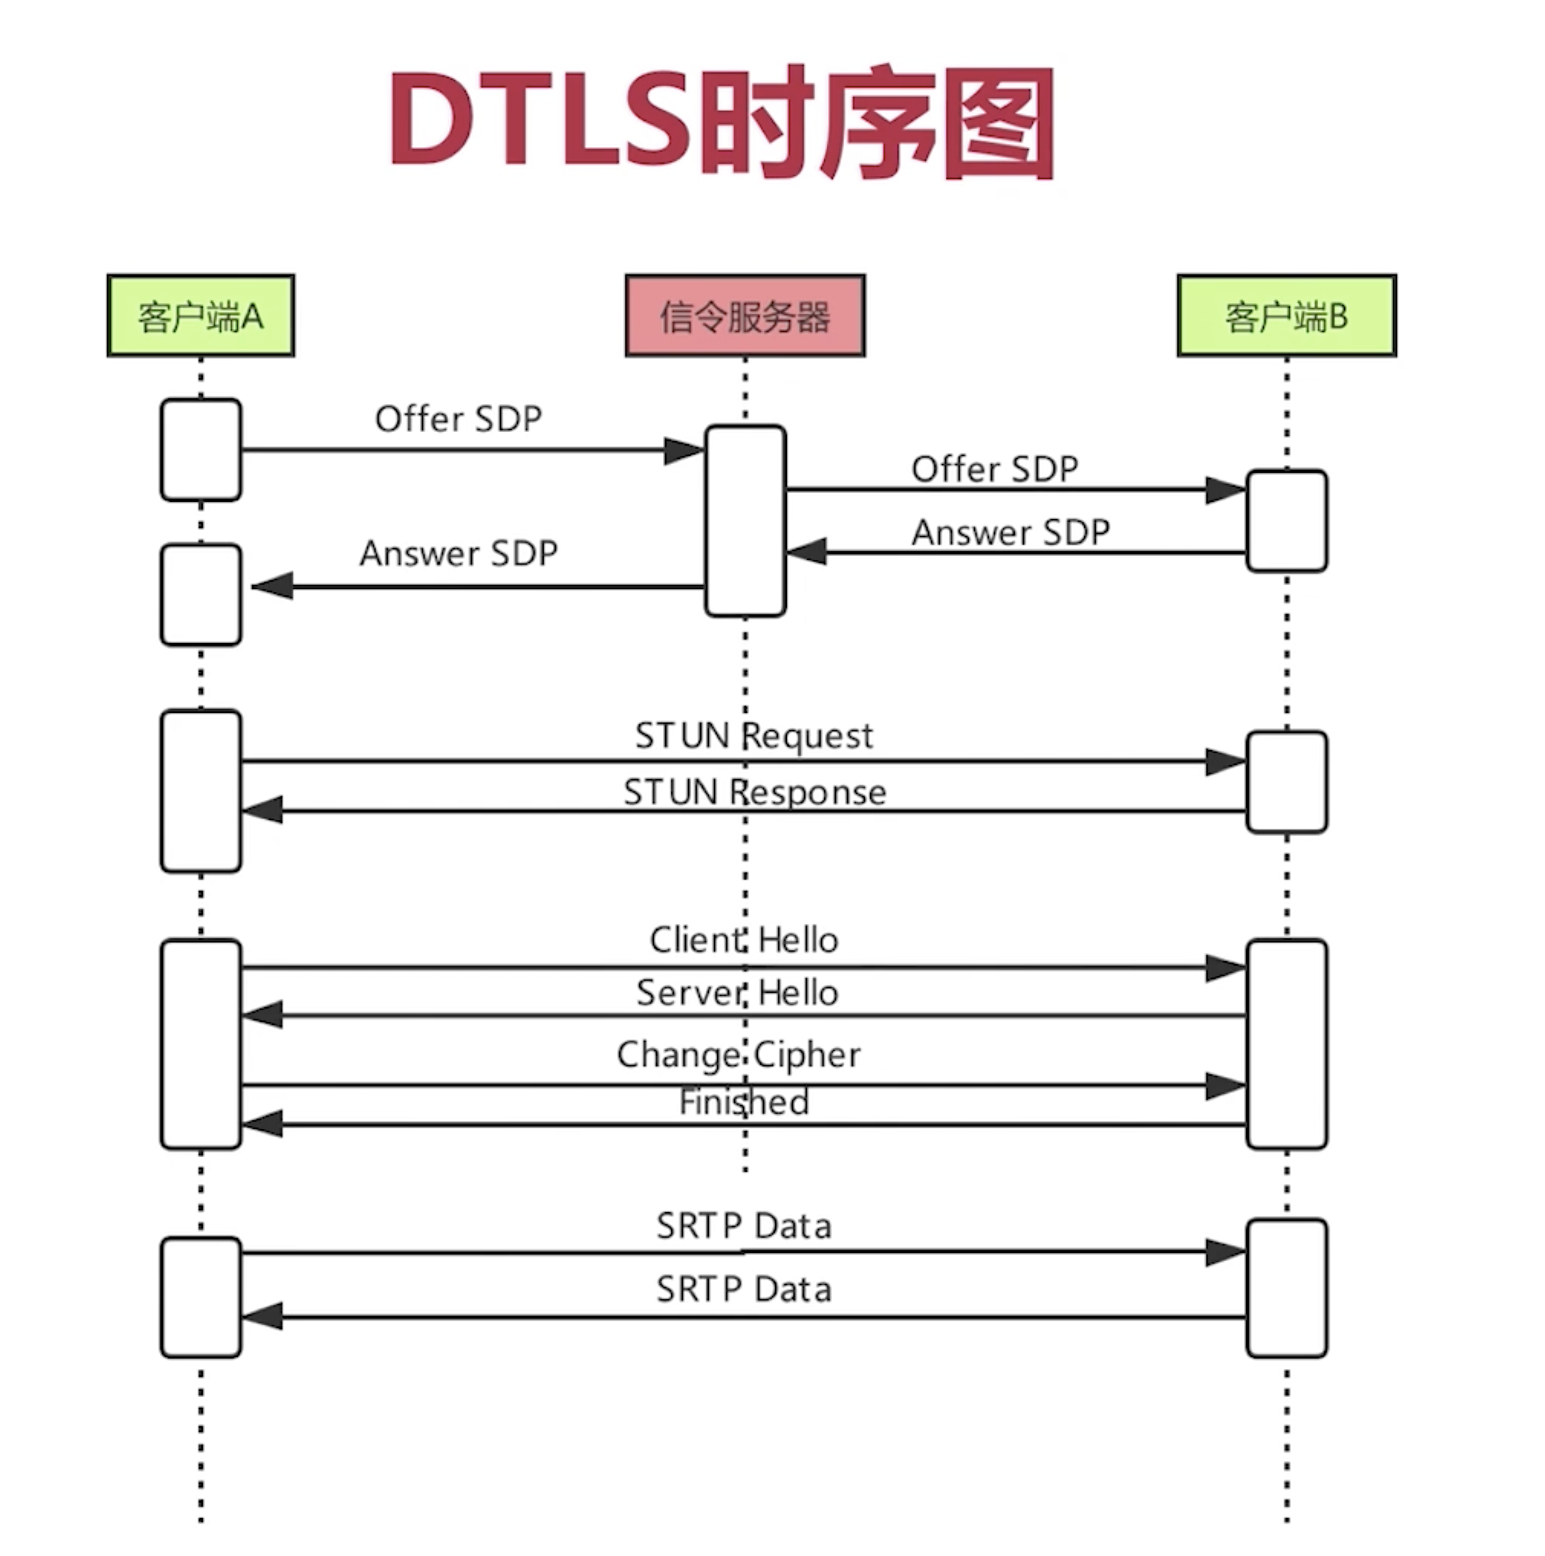 DTLS时序图
客户端A
信令服务器
客户端B
Offer SDP
Offer SDP
Answer SDP
Answer SDP
STUN Request
STUN Response
Client Hello
Server Hello
Change Cipher
Finished
SRTP Data
SRTP Data